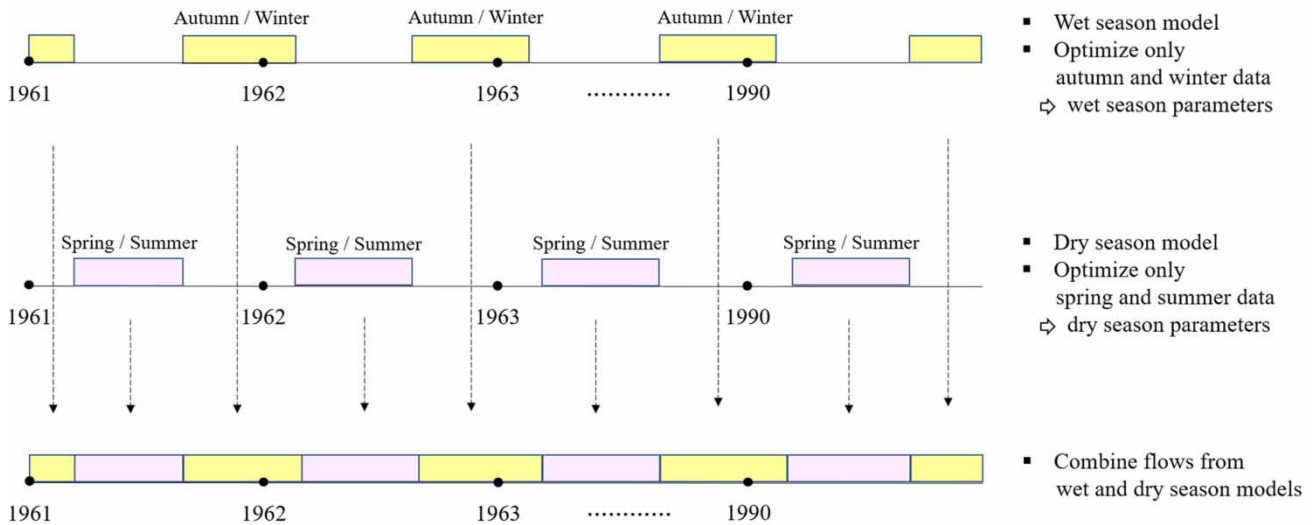 Autumn / Winter
Autumn / Winter
Autumn / Winter
1961
1962
1963
............
1990
▪ Wet season model
▪ Optimize only
autumn and winter data
⇨ wet season parameters
Spring / Summer
Spring / Summer
Spring / Summer
Spring / Summer
1961
1962
1963
1990
▪ Dry season model
▪ Optimize only
spring and summer data
⇨ dry season parameters
1961
1962
1963
............
1990
▪ Combine flows from
wet and dry season models